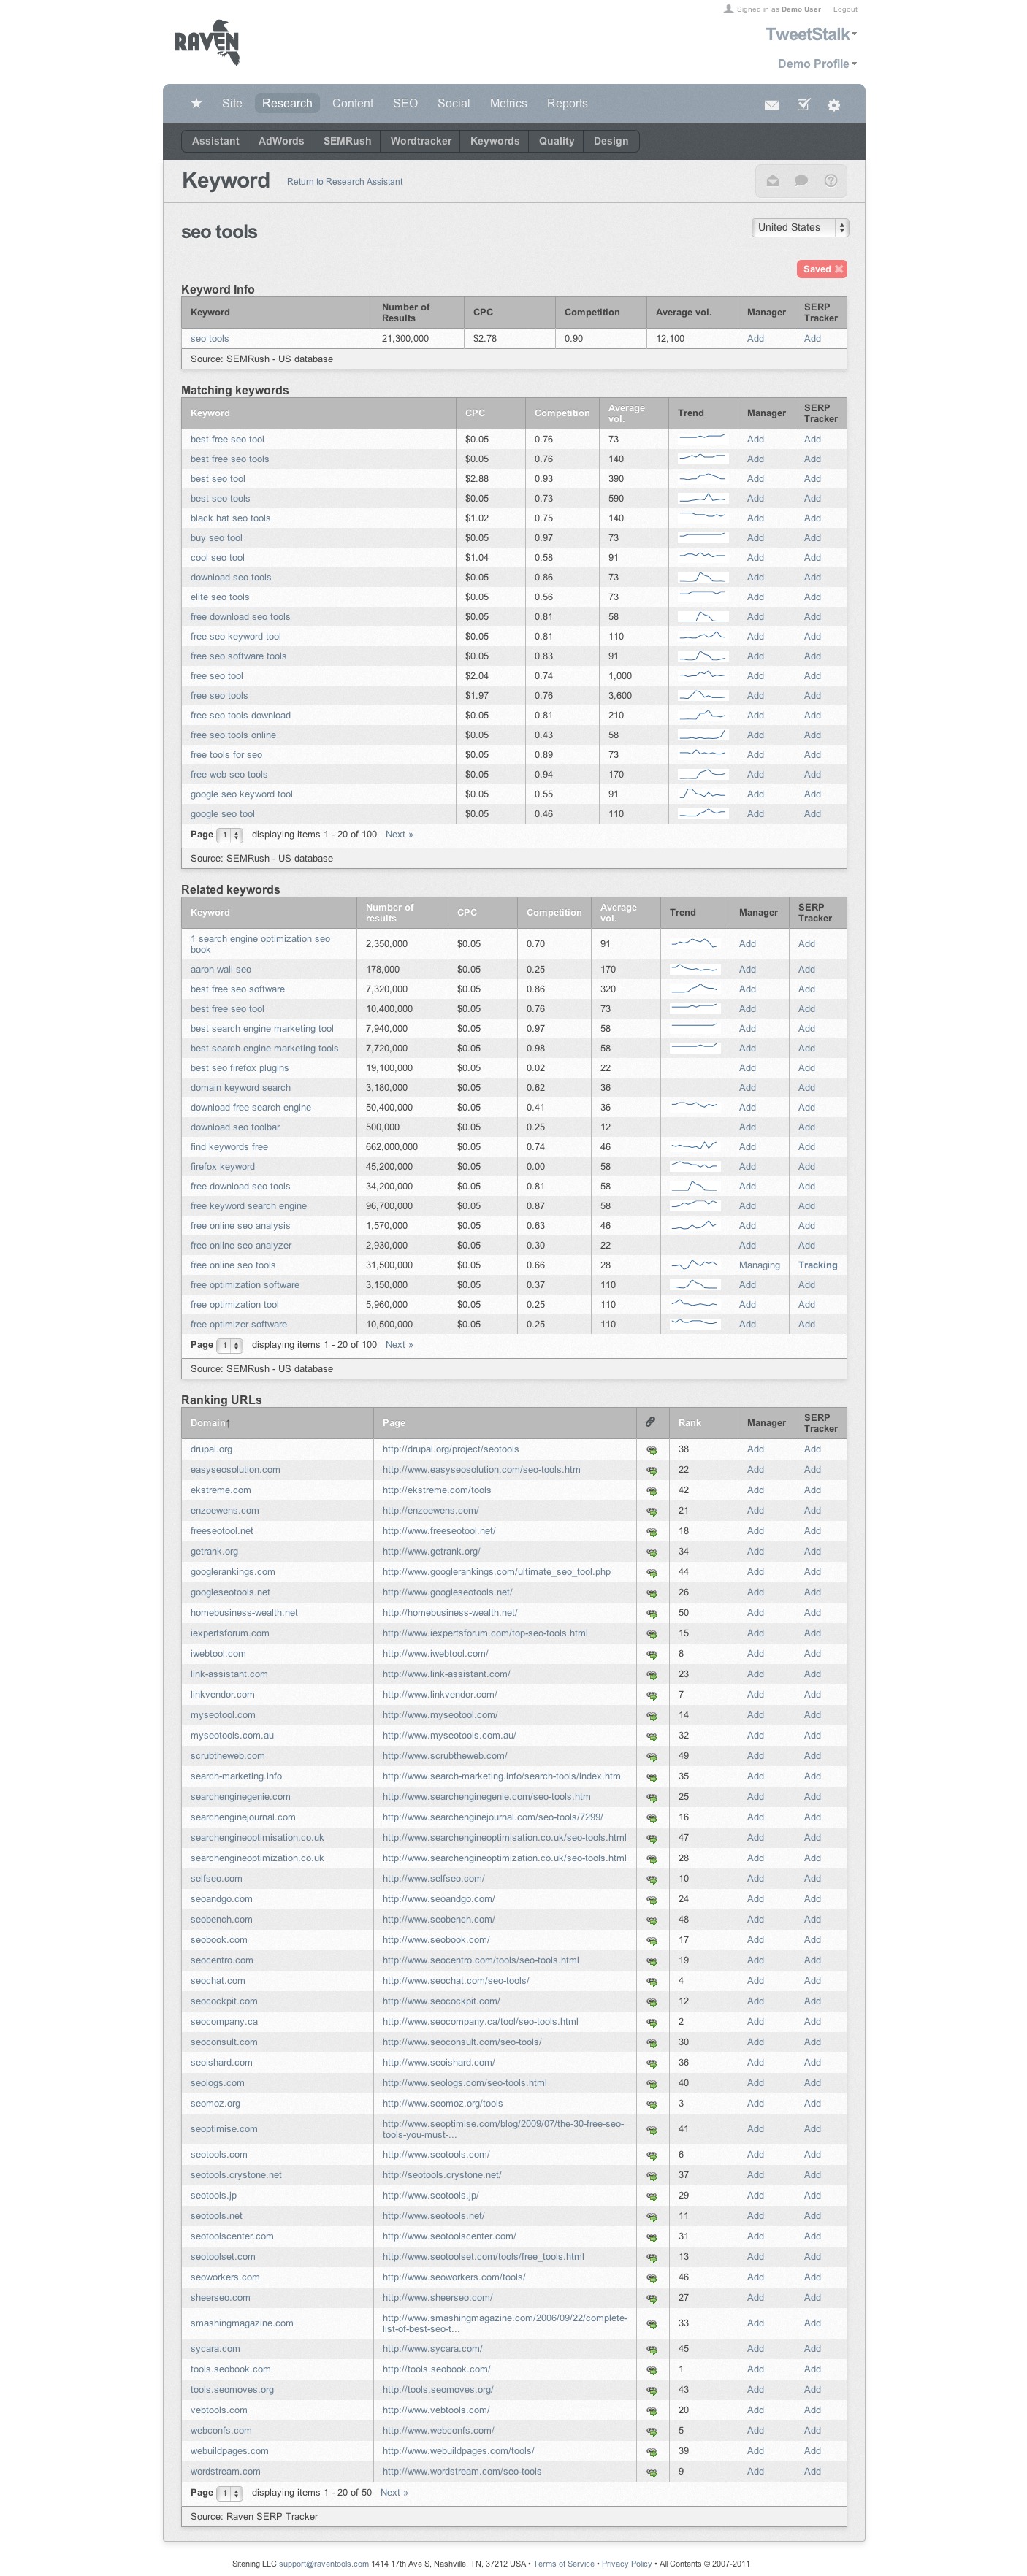 Signed in as Demo User Logout
RAVEN
TweetStalk
Demo Profile
★ Site Research Content SEO Social Metrics Reports
Assistant AdWords SEMRush Wordtracker Keywords Quality Design
Keyword Return to Research Assistant
seo tools United States
Saved
Keyword Info
Keyword Number of Results CPC Competition Average vol. Manager SERP Tracker
seo tools 21,300,000 $2.78 0.90 12,100 Add Add
Source: SEMRush - US database
Matching keywords
Keyword CPC Competition Average vol. Trend Manager SERP Tracker
best free seo tool $0.05 0.76 73 Add Add
best free seo tools $0.05 0.76 140 Add Add
best seo tool $2.88 0.93 390 Add Add
best seo tools $0.05 0.73 590 Add Add
black hat seo tools $1.02 0.75 140 Add Add
buy seo tool $0.05 0.97 73 Add Add
cool seo tool $1.04 0.58 91 Add Add
download seo tools $0.05 0.86 73 Add Add
elite seo tools $0.05 0.56 73 Add Add
free download seo tools $0.05 0.81 58 Add Add
free seo keyword tool $0.05 0.81 110 Add Add
free seo software tools $0.05 0.83 91 Add Add
free seo tool $2.04 0.74 1,000 Add Add
free seo tools $1.97 0.76 3,600 Add Add
free seo tools download $0.05 0.81 210 Add Add
free seo tools online $0.05 0.43 58 Add Add
free tools for seo $0.05 0.89 73 Add Add
free web seo tools $0.05 0.94 170 Add Add
google seo keyword tool $0.05 0.55 91 Add Add
google seo tool $0.05 0.46 110 Add Add
Page 1 displaying items 1 - 20 of 100 Next »
Source: SEMRush - US database
Related keywords
Keyword Number of results CPC Competition Average vol. Trend Manager SERP Tracker
1 search engine optimization seo book 2,350,000 $0.05 0.70 91 Add Add
aaron wall seo 178,000 $0.05 0.25 170 Add Add
best free seo software 7,320,000 $0.05 0.86 320 Add Add
best free seo tool 10,400,000 $0.05 0.76 73 Add Add
best search engine marketing tool 7,940,000 $0.05 0.97 58 Add Add
best search engine marketing tools 7,720,000 $0.05 0.98 58 Add Add
best seo firefox plugins 19,100,000 $0.05 0.02 22 Add Add
domain keyword search 3,180,000 $0.05 0.62 36 Add Add
download free search engine 50,400,000 $0.05 0.41 36 Add Add
download seo toolbar 500,000 $0.05 0.25 12 Add Add
find keywords free 662,000,000 $0.05 0.74 46 Add Add
firefox keyword 45,200,000 $0.05 0.00 58 Add Add
free download seo tools 34,200,000 $0.05 0.81 58 Add Add
free keyword search engine 96,700,000 $0.05 0.87 58 Add Add
free online seo analysis 1,570,000 $0.05 0.63 46 Add Add
free online seo analyzer 2,930,000 $0.05 0.30 22 Add Add
free online seo tools 31,500,000 $0.05 0.66 28 Managing Tracking
free optimization software 3,150,000 $0.05 0.37 110 Add Add
free optimization tool 5,960,000 $0.05 0.25 110 Add Add
free optimizer software 10,500,000 $0.05 0.25 110 Add Add
Page 1 displaying items 1 - 20 of 100 Next »
Source: SEMRush - US database
Ranking URLs
Domain↑ Page Rank Manager SERP Tracker
drupal.org http://drupal.org/project/seotools 38 Add Add
easyseosolution.com http://www.easyseosolution.com/seo-tools.htm 22 Add Add
ekstreme.com http://ekstreme.com/tools 42 Add Add
enzoewens.com http://enzoewens.com/ 21 Add Add
freeseotool.net http://www.freeseotool.net/ 18 Add Add
getrank.org http://www.getrank.org/ 34 Add Add
googlerankings.com http://www.googlerankings.com/ultimate_seo_tool.php 44 Add Add
googleseotools.net http://www.googleseotools.net/ 26 Add Add
homebusiness-wealth.net http://homebusiness-wealth.net/ 50 Add Add
iexpertsforum.com http://www.iexpertsforum.com/top-seo-tools.html 15 Add Add
iwebtool.com http://www.iwebtool.com/ 8 Add Add
link-assistant.com http://www.link-assistant.com/ 23 Add Add
linkvendor.com http://www.linkvendor.com/ 7 Add Add
myseotool.com http://www.myseotool.com/ 14 Add Add
myseotools.com.au http://www.myseotools.com.au/ 32 Add Add
scrubtheweb.com http://www.scrubtheweb.com/ 49 Add Add
search-marketing.info http://www.search-marketing.info/search-tools/index.htm 35 Add Add
searchenginegenie.com http://www.searchenginegenie.com/seo-tools.htm 25 Add Add
searchenginejournal.com http://www.searchenginejournal.com/seo-tools/7299/ 16 Add Add
searchengineoptimisation.co.uk http://www.searchengineoptimisation.co.uk/seo-tools.html 47 Add Add
searchengineoptimization.co.uk http://www.searchengineoptimization.co.uk/seo-tools.html 28 Add Add
selfseo.com http://www.selfseo.com/ 10 Add Add
seoandgo.com http://www.seoandgo.com/ 24 Add Add
seobench.com http://www.seobench.com/ 48 Add Add
seobook.com http://www.seobook.com/ 17 Add Add
seocentro.com http://www.seocentro.com/tools/seo-tools.html 19 Add Add
seochat.com http://www.seochat.com/seo-tools/ 4 Add Add
seocockpit.com http://www.seocockpit.com/ 12 Add Add
seocompany.ca http://www.seocompany.ca/tool/seo-tools.html 2 Add Add
seoconsult.com http://www.seoconsult.com/seo-tools/ 30 Add Add
seoishard.com http://www.seoishard.com/ 36 Add Add
seologs.com http://www.seologs.com/seo-tools.html 40 Add Add
seomoz.org http://www.seomoz.org/tools 3 Add Add
seoptimise.com http://www.seoptimise.com/blog/2009/07/the-30-free-seo-tools-you-must-... 41 Add Add
seotools.com http://www.seotools.com/ 6 Add Add
seotools.crystone.net http://seotools.crystone.net/ 37 Add Add
seotools.jp http://www.seotools.jp/ 29 Add Add
seotools.net http://www.seotools.net/ 11 Add Add
seotoolscenter.com http://www.seotoolscenter.com/ 31 Add Add
seotoolset.com http://www.seotoolset.com/tools/free_tools.html 13 Add Add
seoworkers.com http://www.seoworkers.com/tools/ 46 Add Add
sheerseo.com http://www.sheerseo.com/ 27 Add Add
smashingmagazine.com http://www.smashingmagazine.com/2006/09/22/complete-list-of-best-seo-t... 33 Add Add
sycara.com http://www.sycara.com/ 45 Add Add
tools.seobook.com http://tools.seobook.com/ 1 Add Add
tools.seomoves.org http://tools.seomoves.org/ 43 Add Add
vebtools.com http://www.vebtools.com/ 20 Add Add
webconfs.com http://www.webconfs.com/ 5 Add Add
webuildpages.com http://www.webuildpages.com/tools/ 39 Add Add
wordstream.com http://www.wordstream.com/seo-tools 9 Add Add
Page 1 displaying items 1 - 20 of 50 Next »
Source: Raven SERP Tracker
Sitening LLC support@raventools.com 1414 17th Ave S, Nashville, TN, 37212 USA • Terms of Service • Privacy Policy • All Contents © 2007-2011